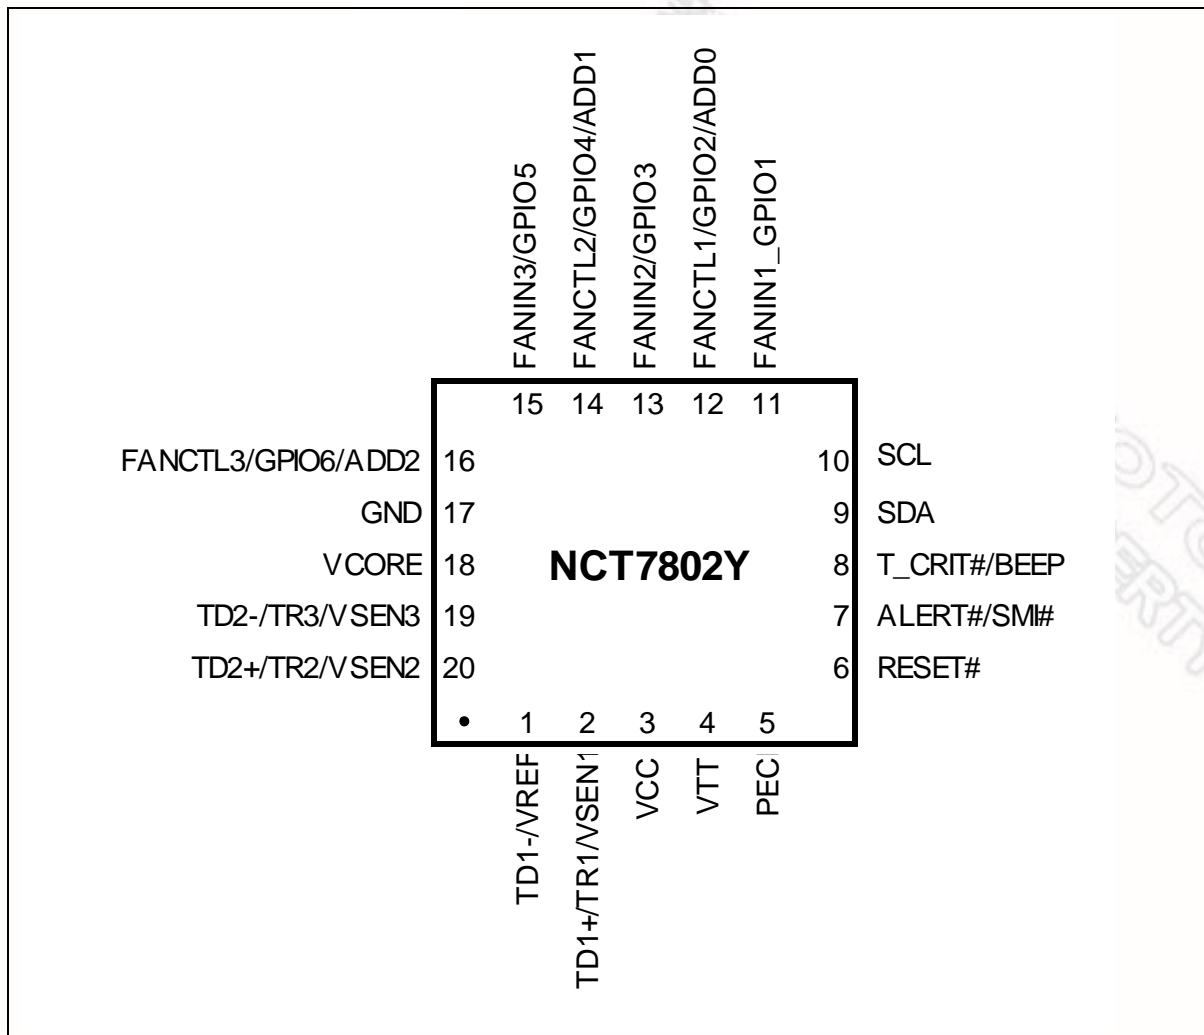 FANIN3/GPIO5
FANCTL2/GPIO4/ADD1
FANIN2/GPIO3
FANCTL1/GPIO2/ADD0
FANIN1_GPIO1
15 14 13 12 11
FANCTL3/GPIO6/ADD2 16
10 SCL
GND 17
9 SDA
VCORE 18
NCT7802Y
8 T_CRIT#/BEEP
TD2-/TR3/VSEN3 19
7 ALERT#/SMI#
TD2+/TR2/VSEN2 20
6 RESET#
1 2 3 4 5
TD1-/VREF
TD1+/TR1/VSEN1
VCC
VTT
PECI